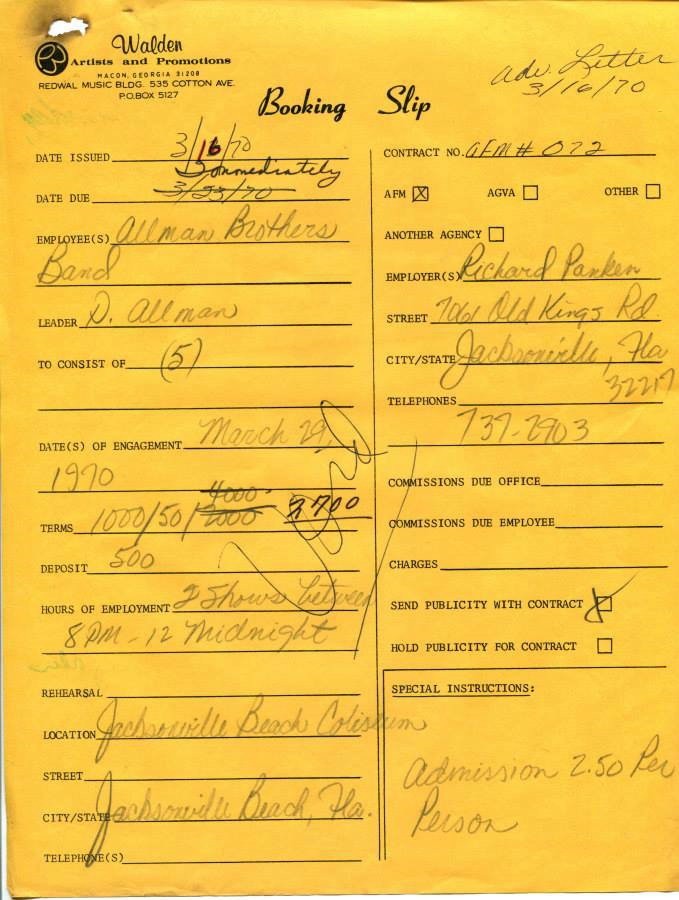 Walden
Artists and Promotions
MACON, GEORGIA 31208
REDWAL MUSIC BLDG. 535 COTTON AVE.
P.O.BOX 5127
Adv. Letter
3/16/70
Booking Slip
DATE ISSUED 3/16/70
Immediately
DATE DUE 3/23/70
EMPLOYEE(S) Allman Brothers
Band
LEADER D. Allman
TO CONSIST OF (5)
DATE(S) OF ENGAGEMENT March 29,
1970
4000
TERMS 1000/50/2000 2700
DEPOSIT 500
HOURS OF EMPLOYMENT 2 Shows between
8 PM - 12 Midnight
REHEARSAL
LOCATION Jacksonville Beach Coliseum
STREET
CITY/STATE Jacksonville Beach, Fla.
TELEPHONE(S)
CONTRACT NO. AFM # 072
AFM X AGVA OTHER
ANOTHER AGENCY
EMPLOYER(S) Richard Panken
STREET 7061 Old Kings Rd
CITY/STATE Jacksonville, Fla
32217
TELEPHONES
737-2903
COMMISSIONS DUE OFFICE
COMMISSIONS DUE EMPLOYEE
CHARGES
SEND PUBLICITY WITH CONTRACT
HOLD PUBLICITY FOR CONTRACT
SPECIAL INSTRUCTIONS:
Admission 2.50 Per
Person